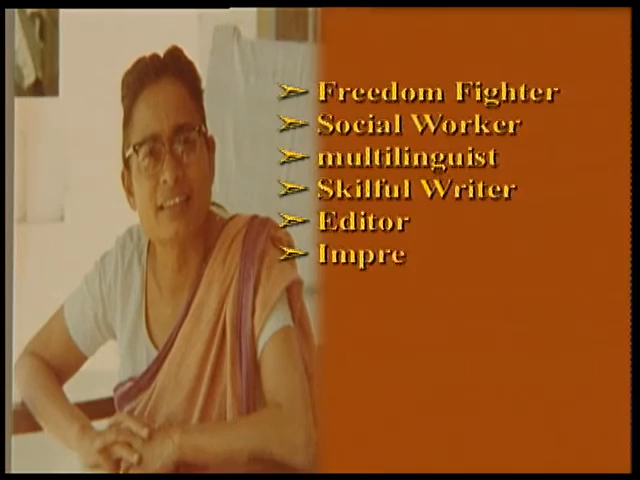 ➢ Freedom Fighter
➢ Social Worker
➢ multilinguist
➢ Skilful Writer
➢ Editor
➢ Impre